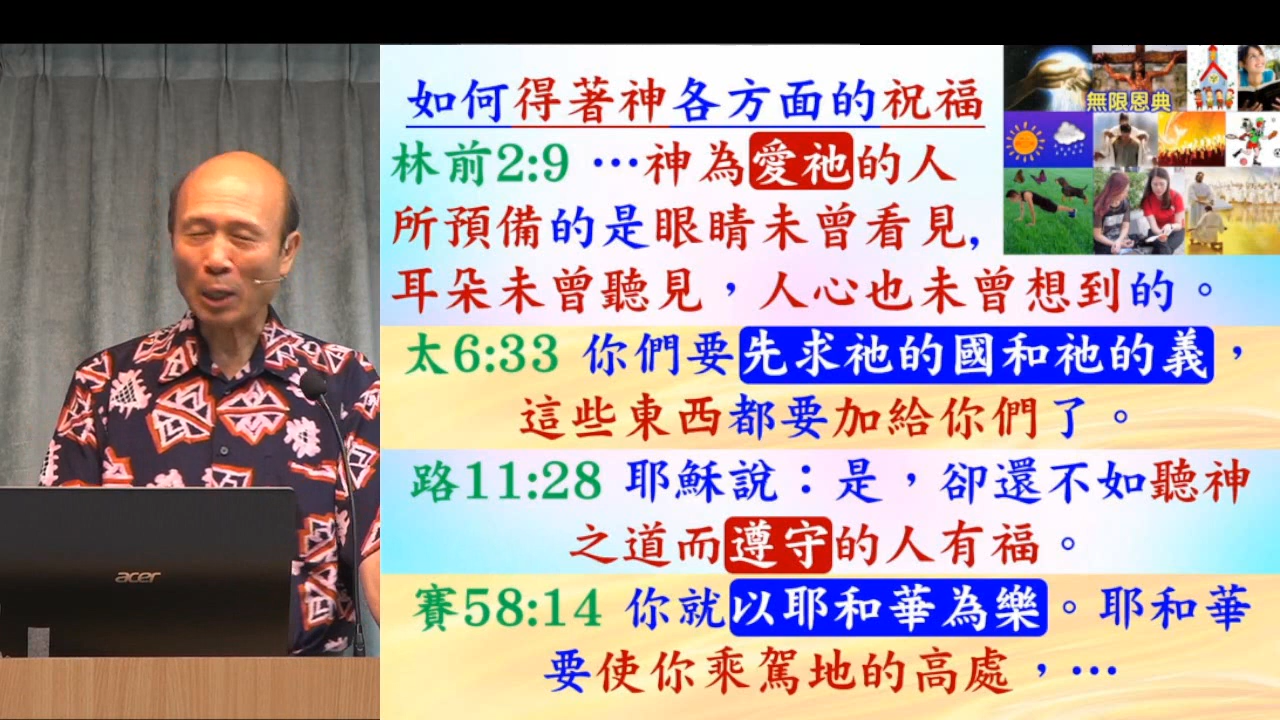 如何得著神各方面的祝福
無限恩典
林前2:9 …神為愛祂的人
所預備的是眼睛未曾看見,
耳朵未曾聽見，人心也未曾想到的。
太6:33 你們要先求祂的國和祂的義，
這些東西都要加給你們了。
路11:28 耶穌說：是，卻還不如聽神
之道而遵守的人有福。
賽58:14 你就以耶和華為樂。耶和華
要使你乘駕地的高處，…
acer